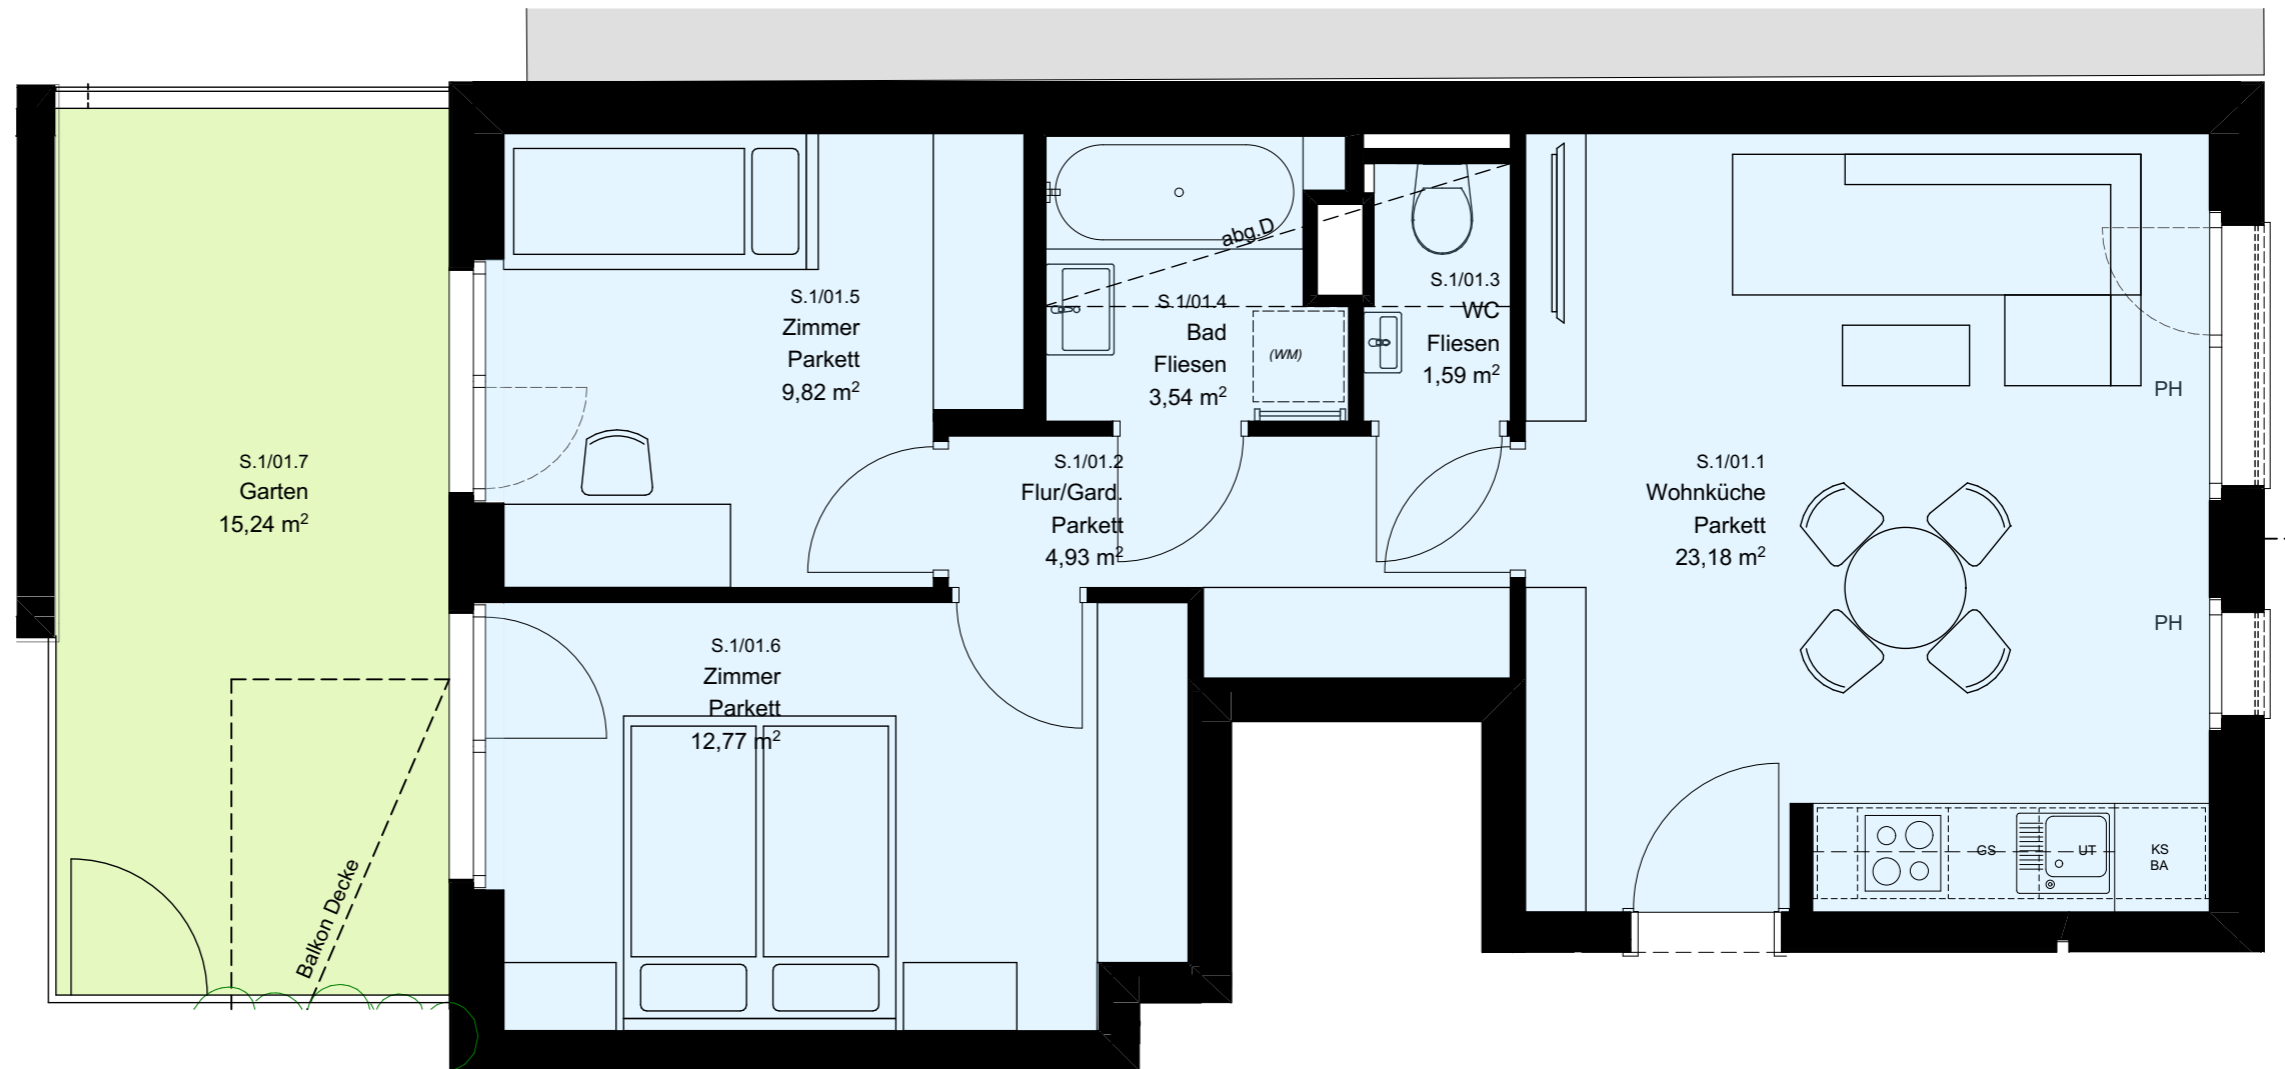 S.1/01.5
Zimmer
Parkett
9,82 m²
abg.D
S.1/01.4
Bad
Fliesen
3,54 m²
(WM)
S.1/01.3
WC
Fliesen
1,59 m²
PH
S.1/01.7
Garten
15,24 m²
S.1/01.2
Flur/Gard.
Parkett
4,93 m²
S.1/01.1
Wohnküche
Parkett
23,18 m²
PH
S.1/01.6
Zimmer
Parkett
12,77 m²
Balkon Decke
GS
UT
KS
BA